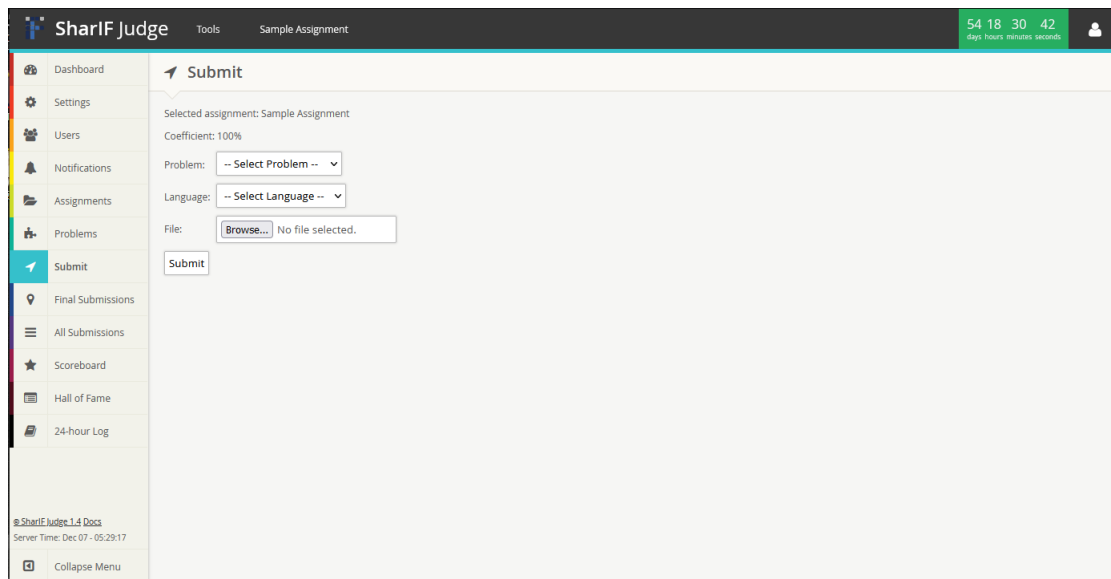 SharIF Judge
Tools
Sample Assignment
54 18 30 42
days hours minutes seconds
Dashboard
Settings
Users
Notifications
Assignments
Problems
Submit
Final Submissions
All Submissions
Scoreboard
Hall of Fame
24-hour Log
© SharIF Judge 1.4 Docs
Server Time: Dec 07 - 05:29:17
Collapse Menu
Submit
Selected assignment: Sample Assignment
Coefficient: 100%
Problem: -- Select Problem --
Language: -- Select Language --
File: Browse... No file selected.
Submit